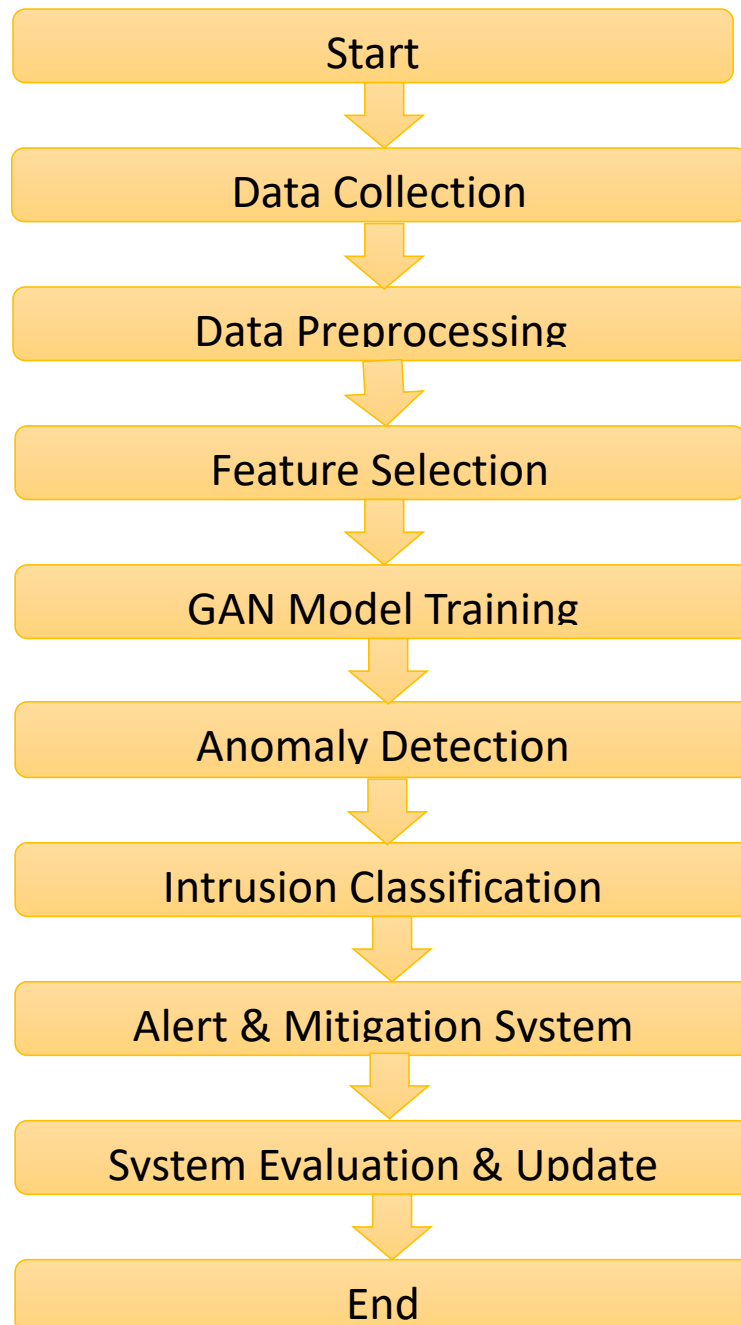 Start
Data Collection
Data Preprocessing
Feature Selection
GAN Model Training
Anomaly Detection
Intrusion Classification
Alert & Mitigation System
System Evaluation & Update
End